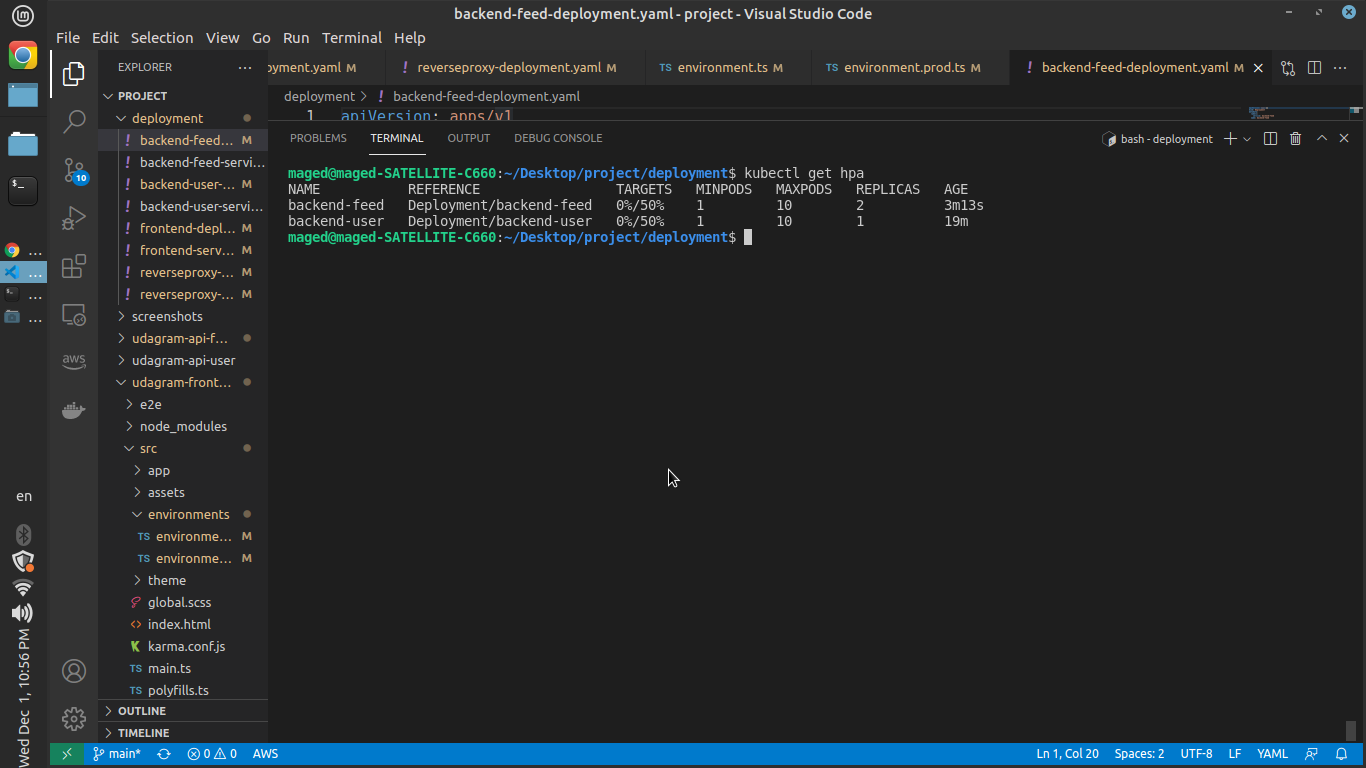 backend-feed-deployment.yaml - project - Visual Studio Code
File Edit Selection View Go Run Terminal Help
EXPLORER ···
oyment.yaml M ! reverseproxy-deployment.yaml M TS environment.ts M TS environment.prod.ts M ! backend-feed-deployment.yaml M
PROJECT
deployment > ! backend-feed-deployment.yaml
1 apiVersion: apps/v1
PROBLEMS TERMINAL OUTPUT DEBUG CONSOLE bash - deployment
maged@maged-SATELLITE-C660:~/Desktop/project/deployment$ kubectl get hpa
NAME REFERENCE TARGETS MINPODS MAXPODS REPLICAS AGE
backend-feed Deployment/backend-feed 0%/50% 1 10 2 3m13s
backend-user Deployment/backend-user 0%/50% 1 10 1 19m
maged@maged-SATELLITE-C660:~/Desktop/project/deployment$
deployment
! backend-feed... M
! backend-feed-servi...
! backend-user-... M
! backend-user-servi...
! frontend-depl... M
! frontend-serv... M
! reverseproxy-... M
! reverseproxy-... M
screenshots
udagram-api-f...
udagram-api-user
udagram-front...
e2e
node_modules
src
app
assets
environments
TS environme... M
TS environme... M
theme
global.scss
index.html
karma.conf.js
TS main.ts
TS polyfills.ts
OUTLINE
TIMELINE
10
aws
...
...
...
...
en
Wed Dec 1, 10:56 PM
main* 0 0 AWS Ln 1, Col 20 Spaces: 2 UTF-8 LF YAML